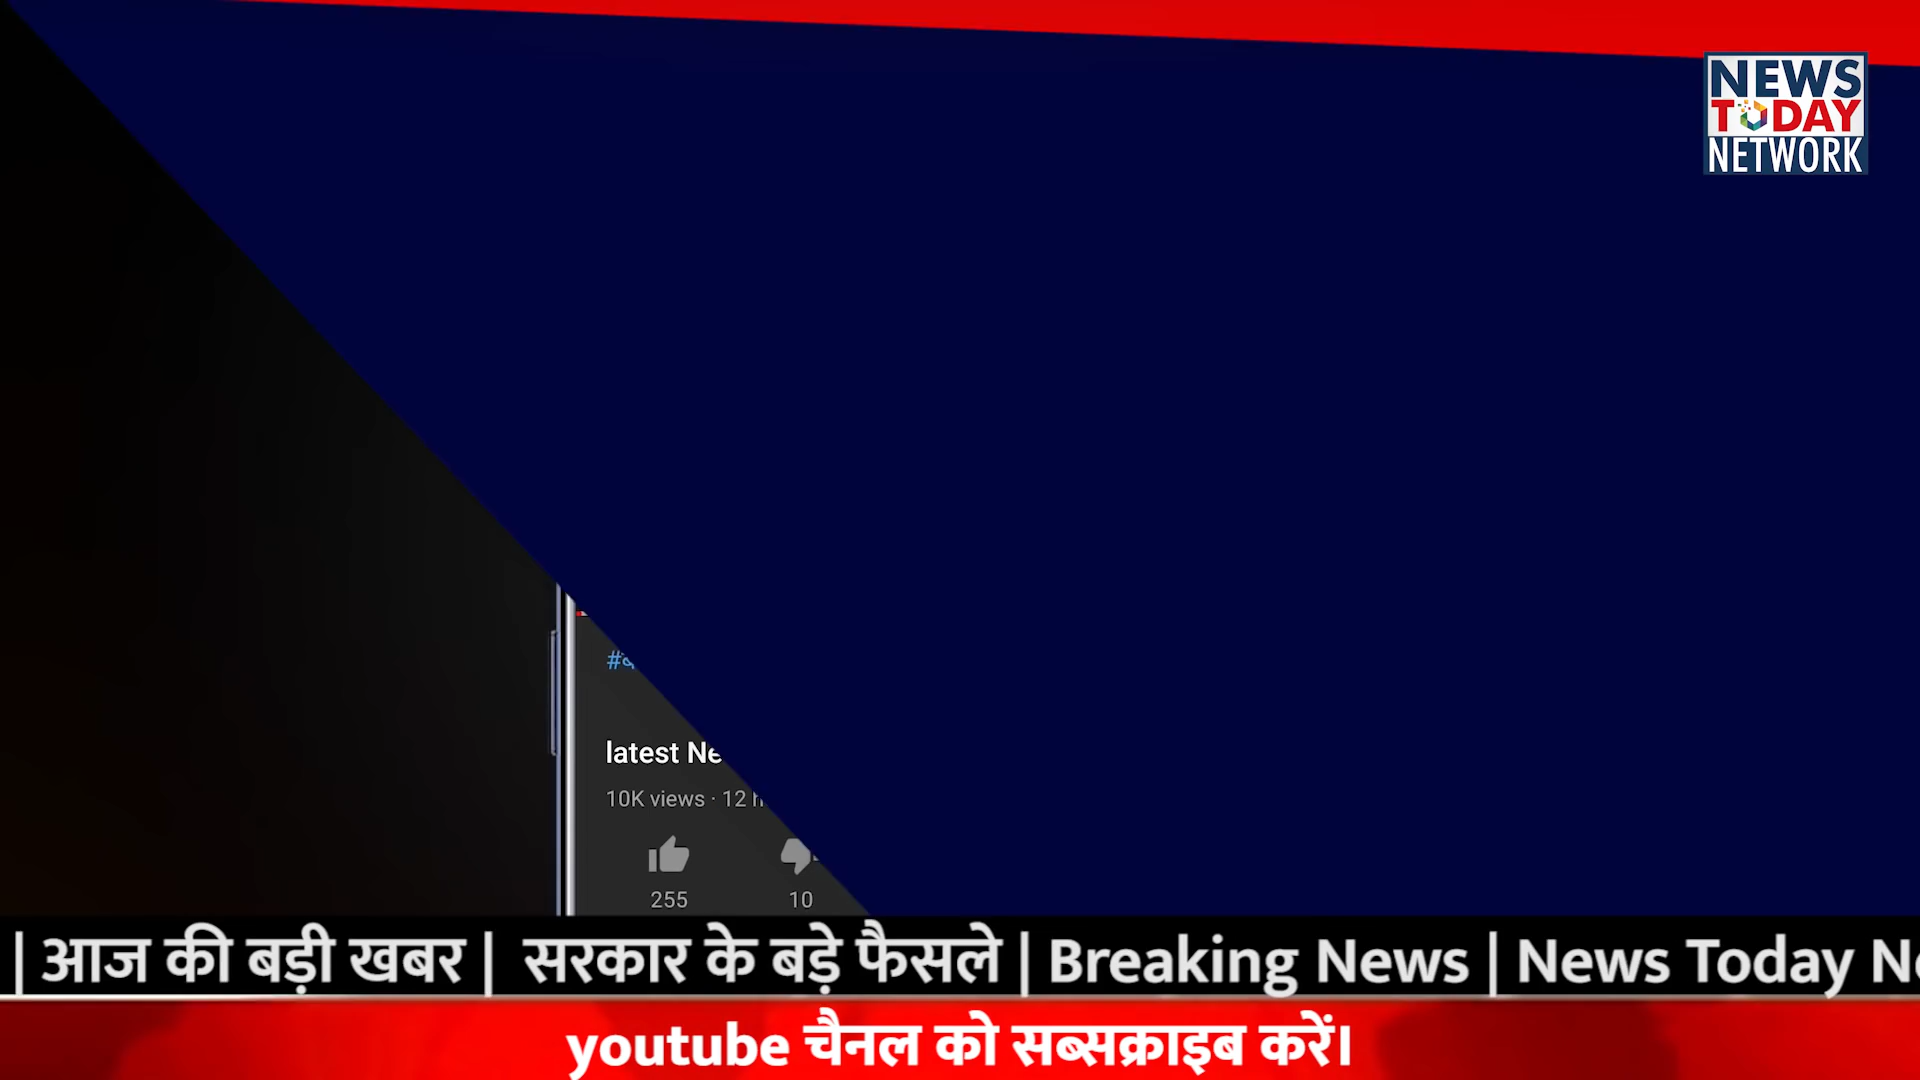 NEWS
TODAY
NETWORK
latest
10K views · 12
255
10
| आज की बड़ी खबर | सरकार के बड़े फैसले | Breaking News | News Today
youtube चैनल को सब्सक्राइब करें।